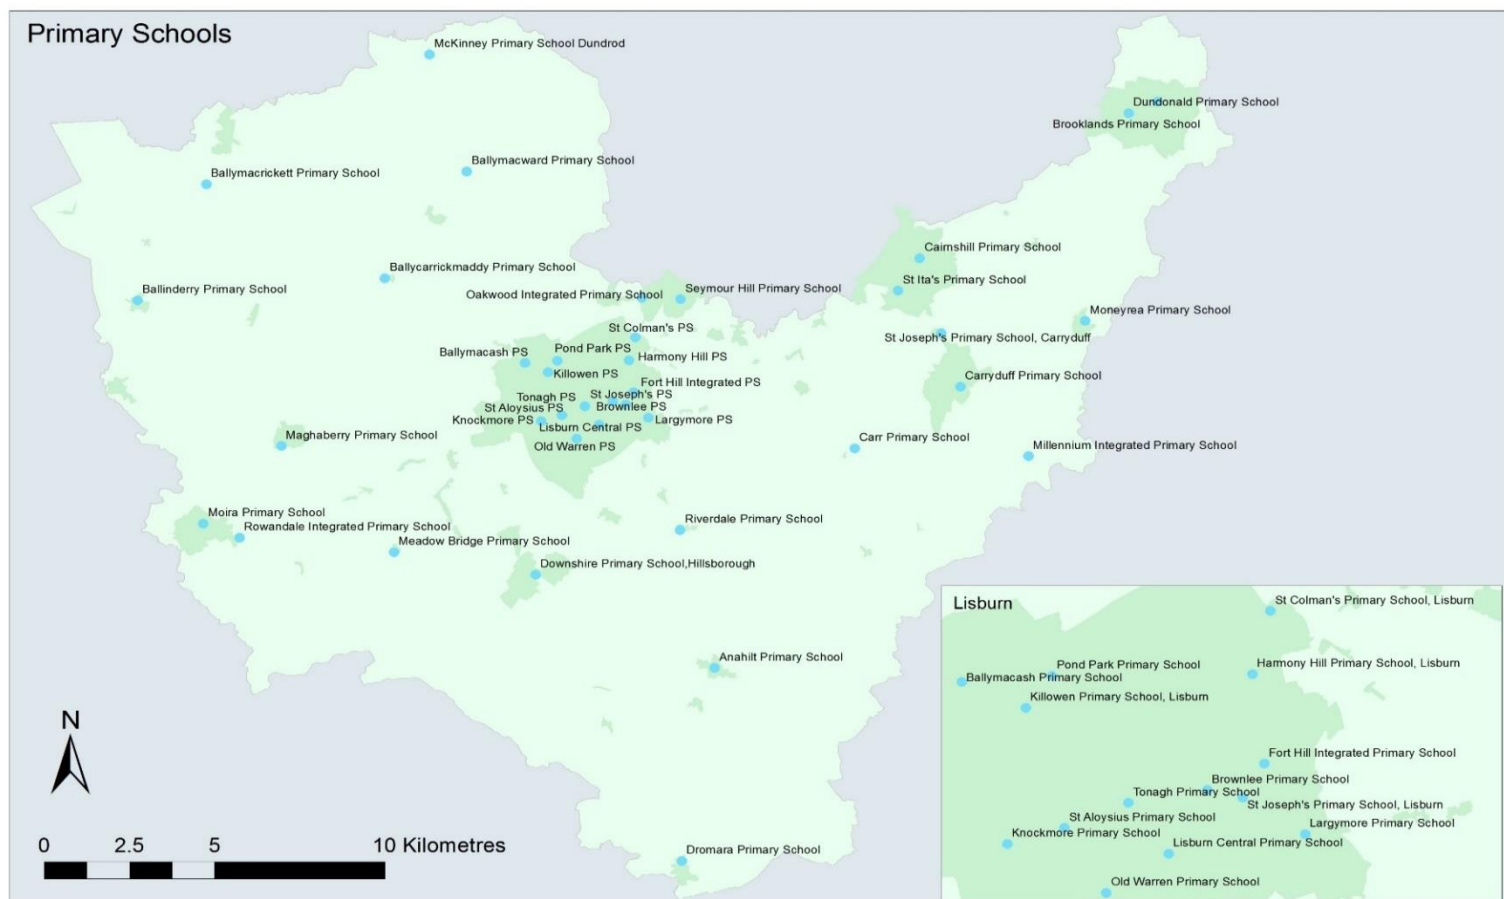 Primary Schools
McKinney Primary School Dundrod
Dundonald Primary School
Brooklands Primary School
Ballymacward Primary School
Ballymacrickett Primary School
Cairnshill Primary School
Ballycarrickmaddy Primary School
St Ita's Primary School
Ballinderry Primary School
Oakwood Integrated Primary School
Seymour Hill Primary School
Moneyrea Primary School
St Colman's PS
St Joseph's Primary School, Carryduff
Ballymacash PS
Pond Park PS
Harmony Hill PS
Killowen PS
Carryduff Primary School
Fort Hill Integrated PS
Tonagh PS
St Joseph's PS
St Aloysius PS
Brownlee PS
Knockmore PS
Largymore PS
Lisburn Central PS
Maghaberry Primary School
Old Warren PS
Carr Primary School
Millennium Integrated Primary School
Moira Primary School
Rowandale Integrated Primary School
Riverdale Primary School
Meadow Bridge Primary School
Downshire Primary School,Hillsborough
Anahilt Primary School
Dromara Primary School
N
0 2.5 5 10 Kilometres
Lisburn
St Colman's Primary School, Lisburn
Pond Park Primary School
Harmony Hill Primary School, Lisburn
Ballymacash Primary School
Killowen Primary School, Lisburn
Fort Hill Integrated Primary School
Brownlee Primary School
Tonagh Primary School
St Joseph's Primary School, Lisburn
St Aloysius Primary School
Largymore Primary School
Knockmore Primary School
Lisburn Central Primary School
Old Warren Primary School